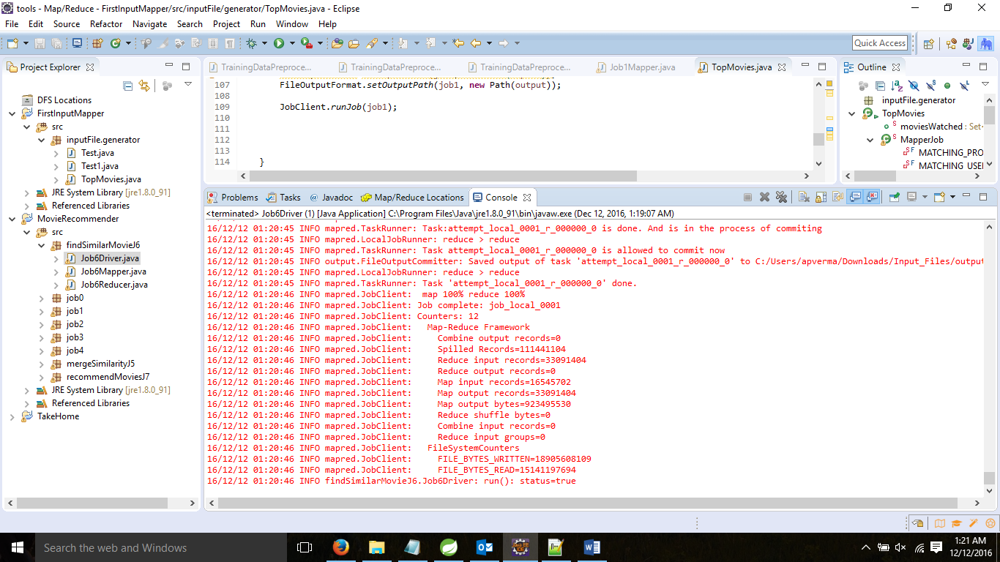 tools - Map/Reduce - FirstInputMapper/src/inputFile/generator/TopMovies.java - Eclipse
File Edit Source Refactor Navigate Search Project Run Window Help
Quick Access
Project Explorer
DFS Locations
FirstInputMapper
src
inputFile.generator
Test.java
Test1.java
TopMovies.java
JRE System Library [jre1.8.0_91]
Referenced Libraries
MovieRecommender
src
findSimilarMovieJ6
Job6Driver.java
Job6Mapper.java
Job6Reducer.java
job0
job1
job2
job3
job4
mergeSimilarityJ5
recommendMoviesJ7
JRE System Library [jre1.8.0_91]
Referenced Libraries
TakeHome
TrainingDataPreproce... TrainingDataPreproce... TrainingDataPreproce... Job1Mapper.java TopMovies.java
107 FileOutputFormat.setOutputPath(job1, new Path(output));
108
109 JobClient.runJob(job1);
110
111
112
113
114 }
Outline
inputFile.generator
TopMovies
moviesWatched : Set
MapperJob
MATCHING_PRO
MATCHING_USE
Problems Tasks Javadoc Map/Reduce Locations Console
<terminated> Job6Driver (1) [Java Application] C:\Program Files\Java\jre1.8.0_91\bin\javaw.exe (Dec 12, 2016, 1:19:07 AM)
16/12/12 01:20:45 INFO mapred.TaskRunner: Task:attempt_local_0001_r_000000_0 is done. And is in the process of commiting
16/12/12 01:20:45 INFO mapred.LocalJobRunner: reduce > reduce
16/12/12 01:20:45 INFO mapred.TaskRunner: Task attempt_local_0001_r_000000_0 is allowed to commit now
16/12/12 01:20:45 INFO output.FileOutputCommitter: Saved output of task 'attempt_local_0001_r_000000_0' to C:/Users/apverma/Downloads/Input_Files/output
16/12/12 01:20:45 INFO mapred.LocalJobRunner: reduce > reduce
16/12/12 01:20:45 INFO mapred.TaskRunner: Task 'attempt_local_0001_r_000000_0' done.
16/12/12 01:20:46 INFO mapred.JobClient:  map 100% reduce 100%
16/12/12 01:20:46 INFO mapred.JobClient: Job complete: job_local_0001
16/12/12 01:20:46 INFO mapred.JobClient: Counters: 12
16/12/12 01:20:46 INFO mapred.JobClient:   Map-Reduce Framework
16/12/12 01:20:46 INFO mapred.JobClient:     Combine output records=0
16/12/12 01:20:46 INFO mapred.JobClient:     Spilled Records=111441104
16/12/12 01:20:46 INFO mapred.JobClient:     Reduce input records=33091404
16/12/12 01:20:46 INFO mapred.JobClient:     Reduce output records=0
16/12/12 01:20:46 INFO mapred.JobClient:     Map input records=16545702
16/12/12 01:20:46 INFO mapred.JobClient:     Map output records=33091404
16/12/12 01:20:46 INFO mapred.JobClient:     Map output bytes=923495530
16/12/12 01:20:46 INFO mapred.JobClient:     Reduce shuffle bytes=0
16/12/12 01:20:46 INFO mapred.JobClient:     Combine input records=0
16/12/12 01:20:46 INFO mapred.JobClient:     Reduce input groups=0
16/12/12 01:20:46 INFO mapred.JobClient:   FileSystemCounters
16/12/12 01:20:46 INFO mapred.JobClient:     FILE_BYTES_WRITTEN=18905608109
16/12/12 01:20:46 INFO mapred.JobClient:     FILE_BYTES_READ=15141197694
16/12/12 01:20:46 INFO findSimilarMovieJ6.Job6Driver: run(): status=true
Search the web and Windows
1:21 AM
12/12/2016